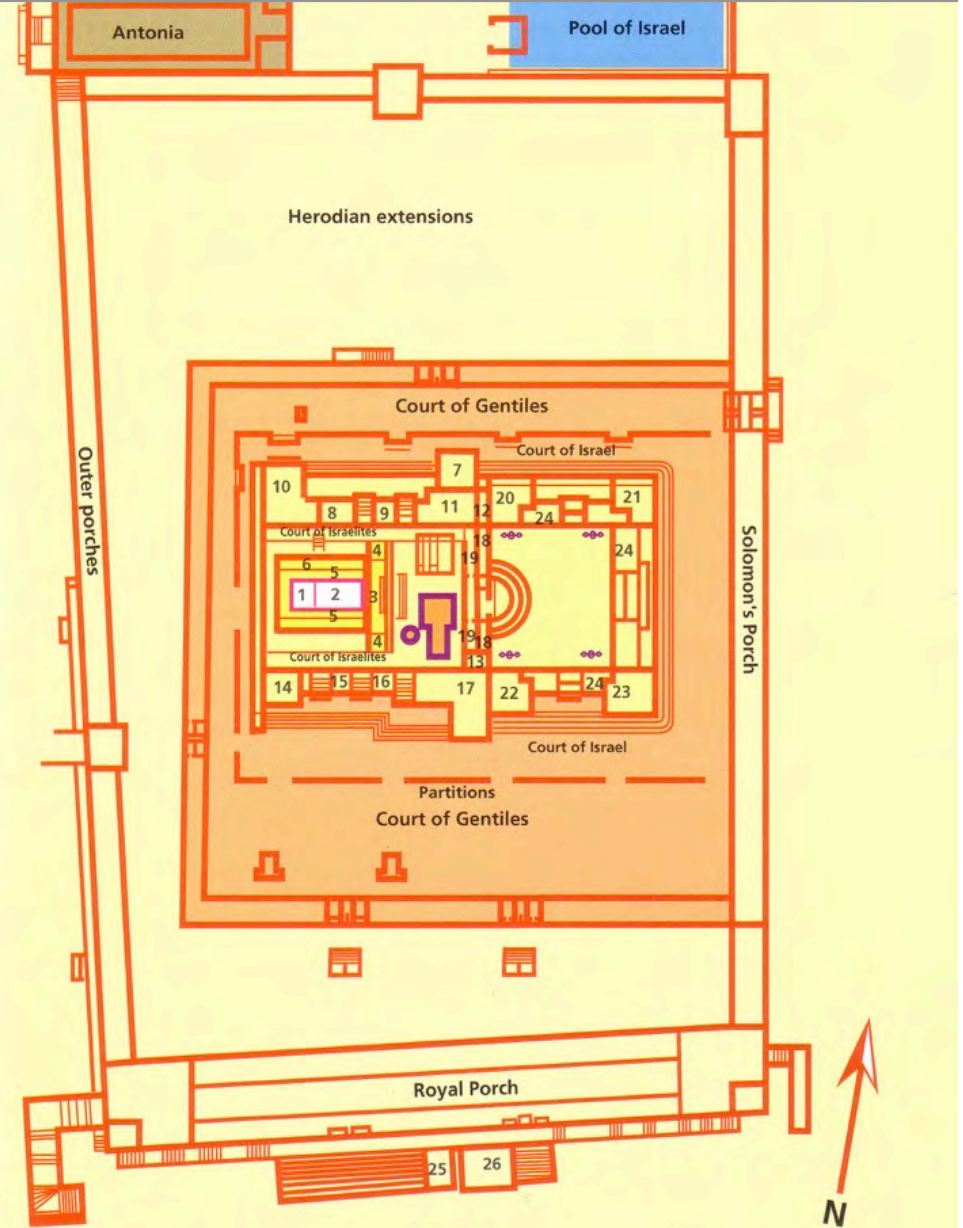 Antonia
Pool of Israel
Herodian extensions
Court of Gentiles
Court of Israel
7
10
20
21
11
12
8
9
24
Court of Israelites
18
4
24
19
6
5
1
2
3
5
19
18
4
Court of Israelites
13
14
15
16
17
22
24
23
Outer porches
Solomon's Porch
Court of Israel
Partitions
Court of Gentiles
Royal Porch
25
26
N